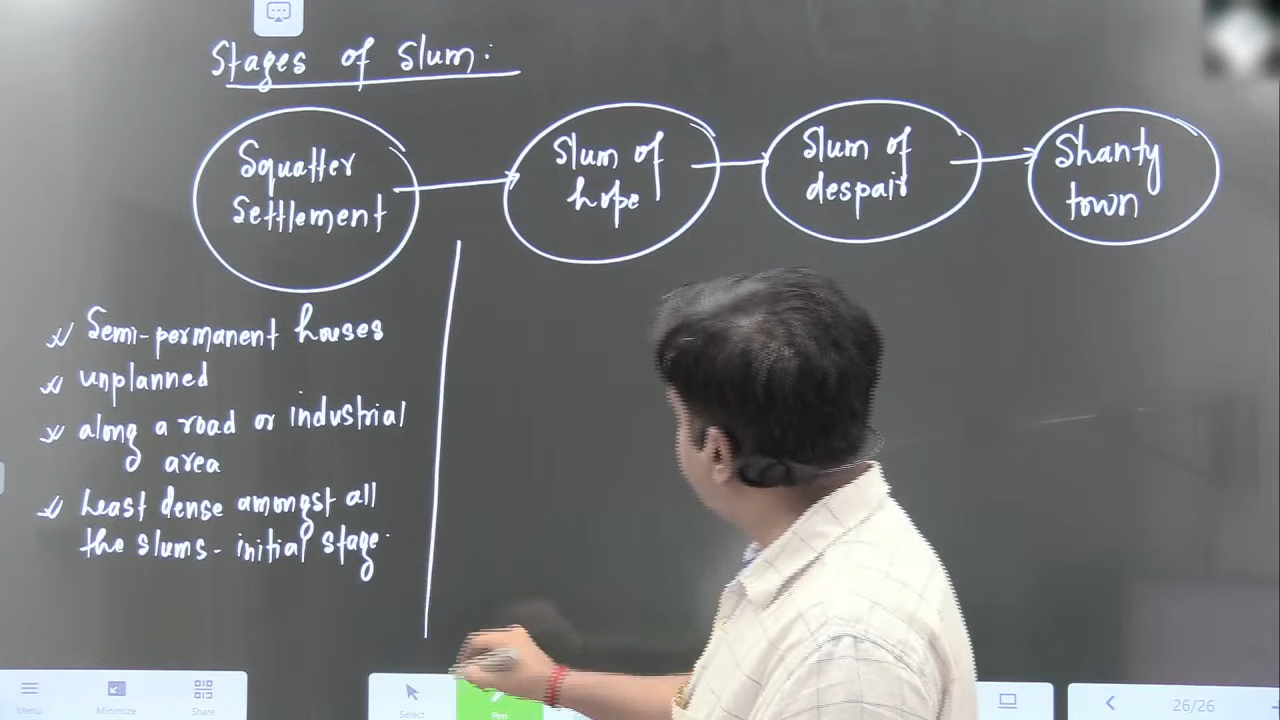 Stages of Slum:
Squatter
Settlement
Slum of
hope
Slum of
despair
Shanty
town
Semi-permanent houses
unplanned
along a road or industrial
area
Least dense amongst all
the slums - initial stage.
Menu
Minimize
Share
Select
Pen
26/26